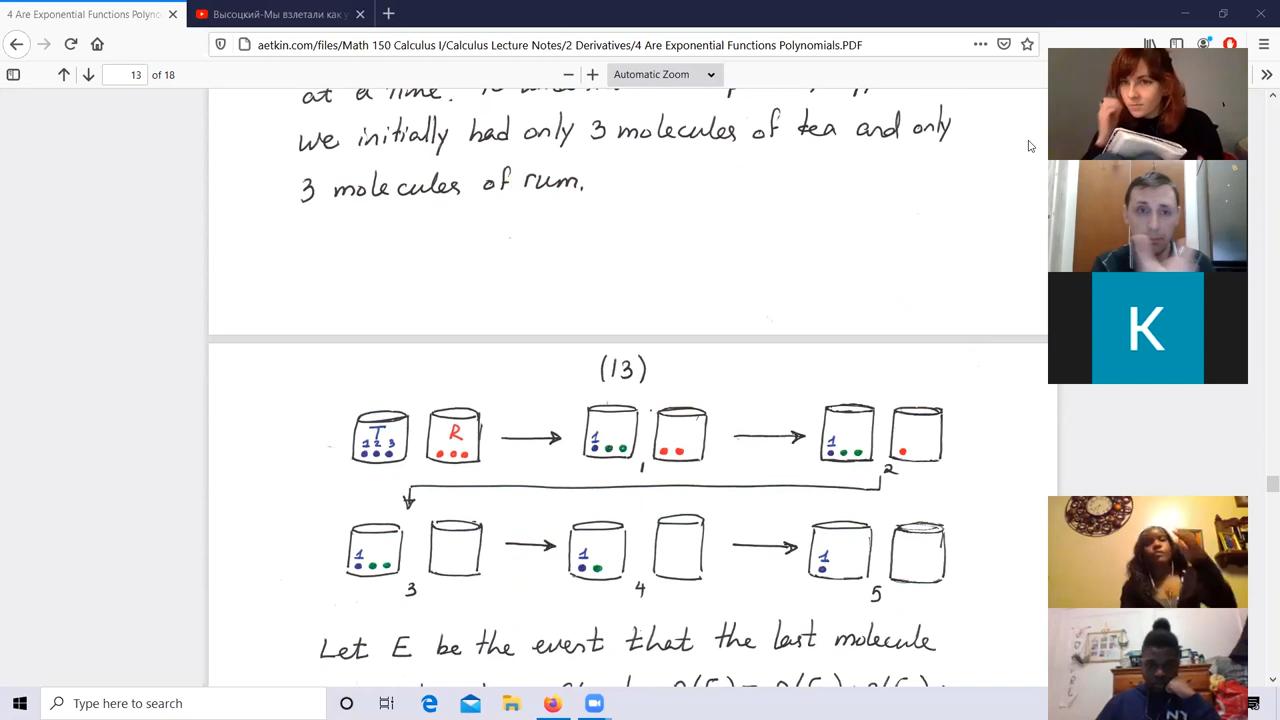 4 Are Exponential Functions Polyno
Высоцкий-Мы взлетали как у
aetkin.com/files/Math 150 Calculus I/Calculus Lecture Notes/2 Derivatives/4 Are Exponential Functions Polynomials.PDF
13 of 18
Automatic Zoom
at a time.
we initially had only 3 molecules of tea and only
3 molecules of rum.
(13)
T R
1 2 3 1 1
1 2
1 1 1
3 4 5
Let E be the event that the last molecule
K
Type here to search